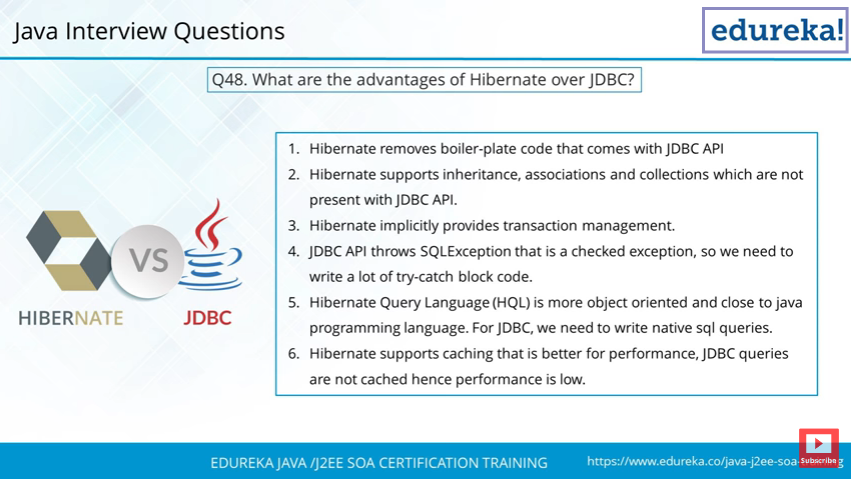 Java Interview Questions
edureka!
Q48. What are the advantages of Hibernate over JDBC?
1. Hibernate removes boiler-plate code that comes with JDBC API
2. Hibernate supports inheritance, associations and collections which are not
present with JDBC API.
3. Hibernate implicitly provides transaction management.
4. JDBC API throws SQLException that is a checked exception, so we need to
write a lot of try-catch block code.
5. Hibernate Query Language (HQL) is more object oriented and close to java
programming language. For JDBC, we need to write native sql queries.
6. Hibernate supports caching that is better for performance, JDBC queries
are not cached hence performance is low.
VS
HIBERNATE
JDBC
EDUREKA JAVA /J2EE SOA CERTIFICATION TRAINING
https://www.edureka.co/java-j2ee-soa-
Subscribe